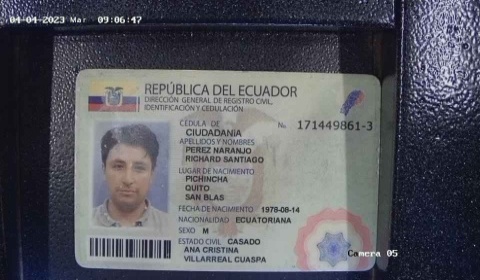 04-04-2023 Mar 09:06:47
REPÚBLICA DEL ECUADOR
DIRECCIÓN GENERAL DE REGISTRO CIVIL,
IDENTIFICACIÓN Y CEDULACIÓN
CÉDULA DE No. 171449861-3
CIUDADANÍA
APELLIDOS Y NOMBRES
PEREZ NARANJO
RICHARD SANTIAGO
LUGAR DE NACIMIENTO
PICHINCHA
QUITO
SAN BLAS
FECHA DE NACIMIENTO 1978-08-14
NACIONALIDAD ECUATORIANA
SEXO M
ESTADO CIVIL CASADO
ANA CRISTINA
VILLARREAL CUASPA
Camera 05